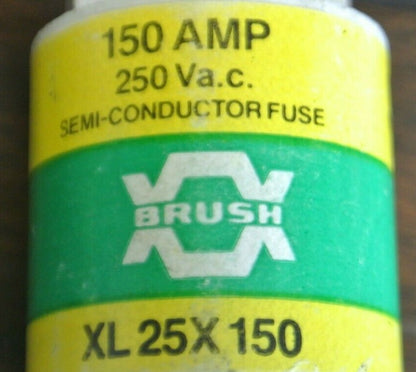 150 AMP
250 Va.c.
SEMI-CONDUCTOR FUSE
BRUSH
XL 25X 150